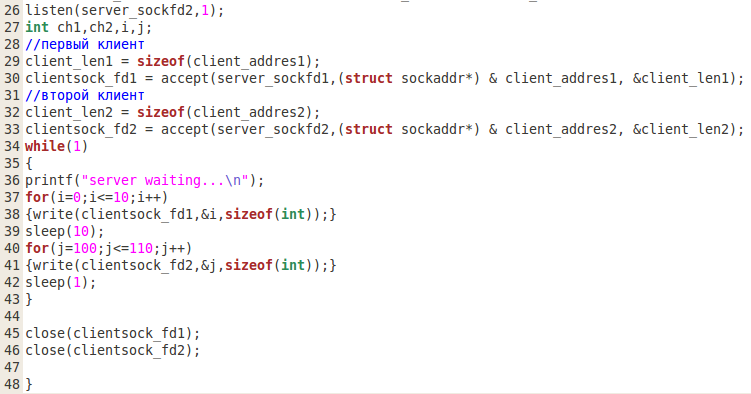 26 listen(server_sockfd2,1);
27 int ch1,ch2,i,j;
28 //первый клиент
29 client_len1 = sizeof(client_addres1);
30 clientsock_fd1 = accept(server_sockfd1,(struct sockaddr*) & client_addres1, &client_len1);
31 //второй клиент
32 client_len2 = sizeof(client_addres2);
33 clientsock_fd2 = accept(server_sockfd2,(struct sockaddr*) & client_addres2, &client_len2);
34 while(1)
35 {
36 printf("server waiting...\n");
37 for(i=0;i<=10;i++)
38 {write(clientsock_fd1,&i,sizeof(int));}
39 sleep(10);
40 for(j=100;j<=110;j++)
41 {write(clientsock_fd2,&j,sizeof(int));}
42 sleep(1);
43 }
44
45 close(clientsock_fd1);
46 close(clientsock_fd2);
47
48 }